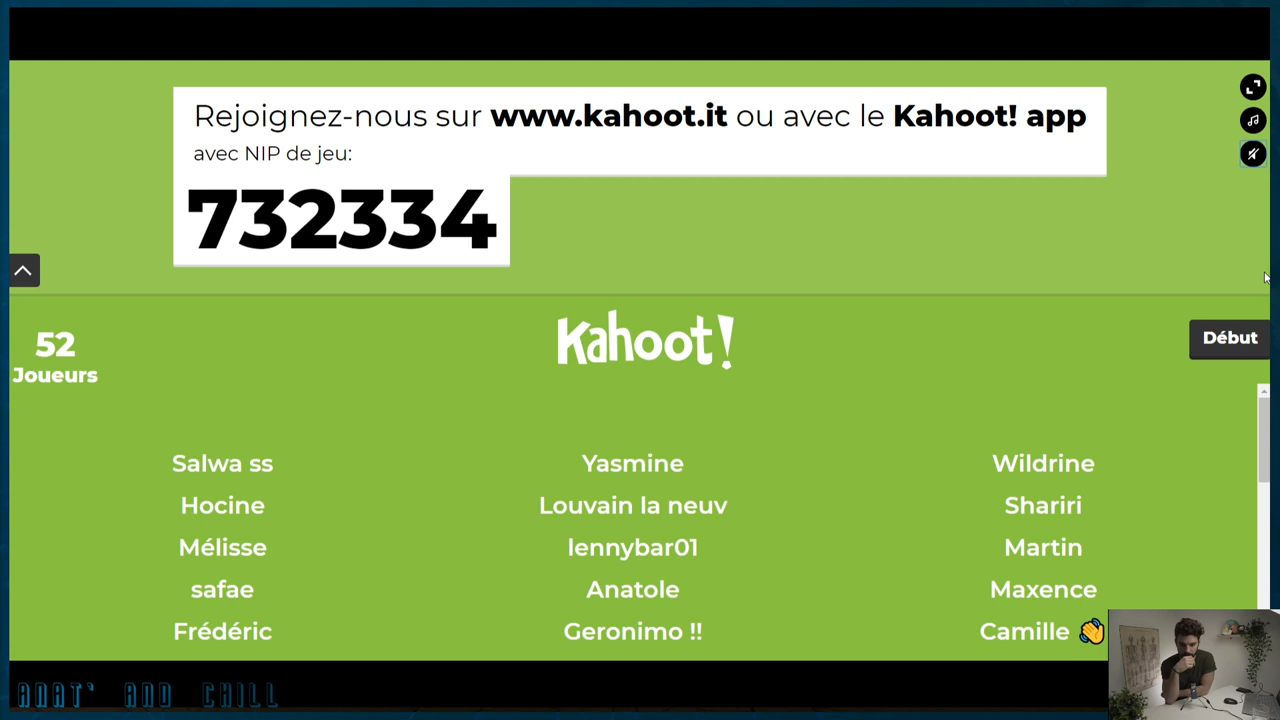 Rejoignez-nous sur www.kahoot.it ou avec le Kahoot! app
avec NIP de jeu:
732334
52
Joueurs
Kahoot!
Début
Salwa ss Yasmine Wildrine
Hocine Louvain la neuv Shariri
Mélisse lennybar01 Martin
safae Anatole Maxence
Frédéric Geronimo !! Camille 👋
ANAT' AND CHILL